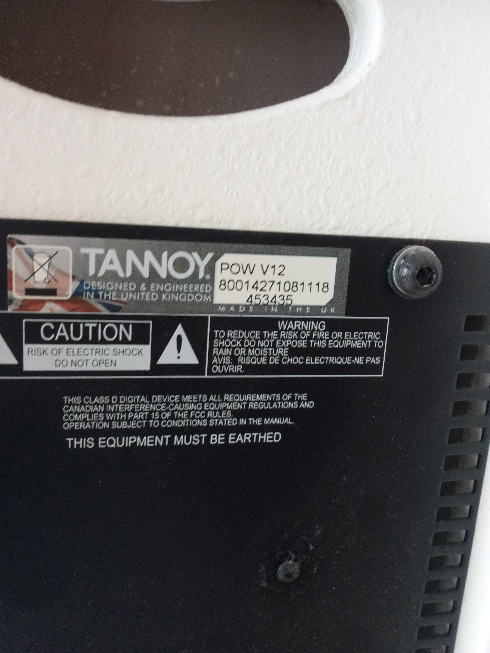 TANNOY®
DESIGNED & ENGINEERED
IN THE UNITED KINGDOM
POW V12
80014271081118
453435
MADE IN THE UK
CAUTION
RISK OF ELECTRIC SHOCK
DO NOT OPEN
WARNING
TO REDUCE THE RISK OF FIRE OR ELECTRIC
SHOCK DO NOT EXPOSE THIS EQUIPMENT TO
RAIN OR MOISTURE
AVIS: RISQUE DE CHOC ELECTRIQUE-NE PAS
OUVRIR.
THIS CLASS D DIGITAL DEVICE MEETS ALL REQUIREMENTS OF THE
CANADIAN INTERFERENCE-CAUSING EQUIPMENT REGULATIONS AND
COMPLIES WITH PART 15 OF THE FCC RULES.
OPERATION SUBJECT TO CONDITIONS STATED IN THE MANUAL.
THIS EQUIPMENT MUST BE EARTHED